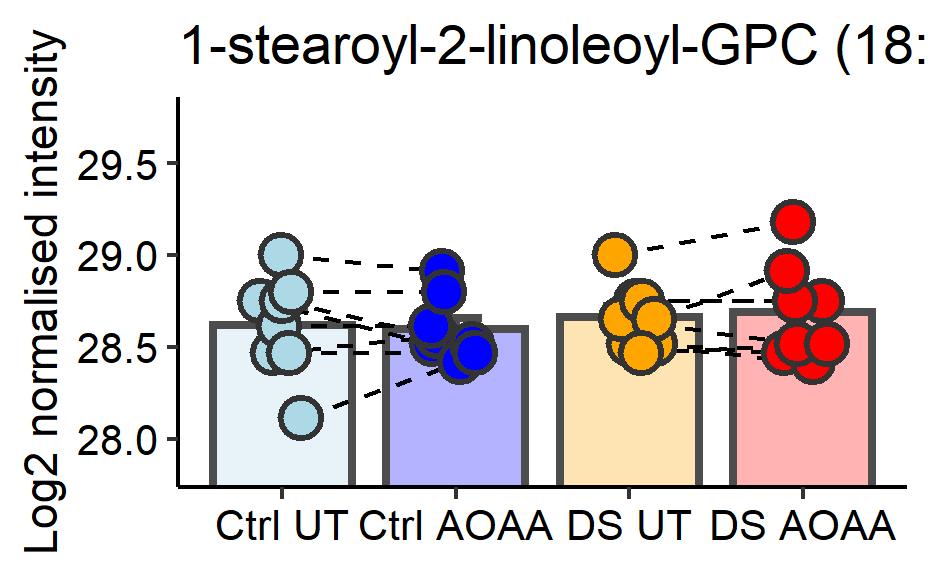 1-stearoyl-2-linoleoyl-GPC (18:
Log2 normalised intensity
29.5
29.0
28.5
28.0
Ctrl UT
Ctrl AOAA
DS UT
DS AOAA